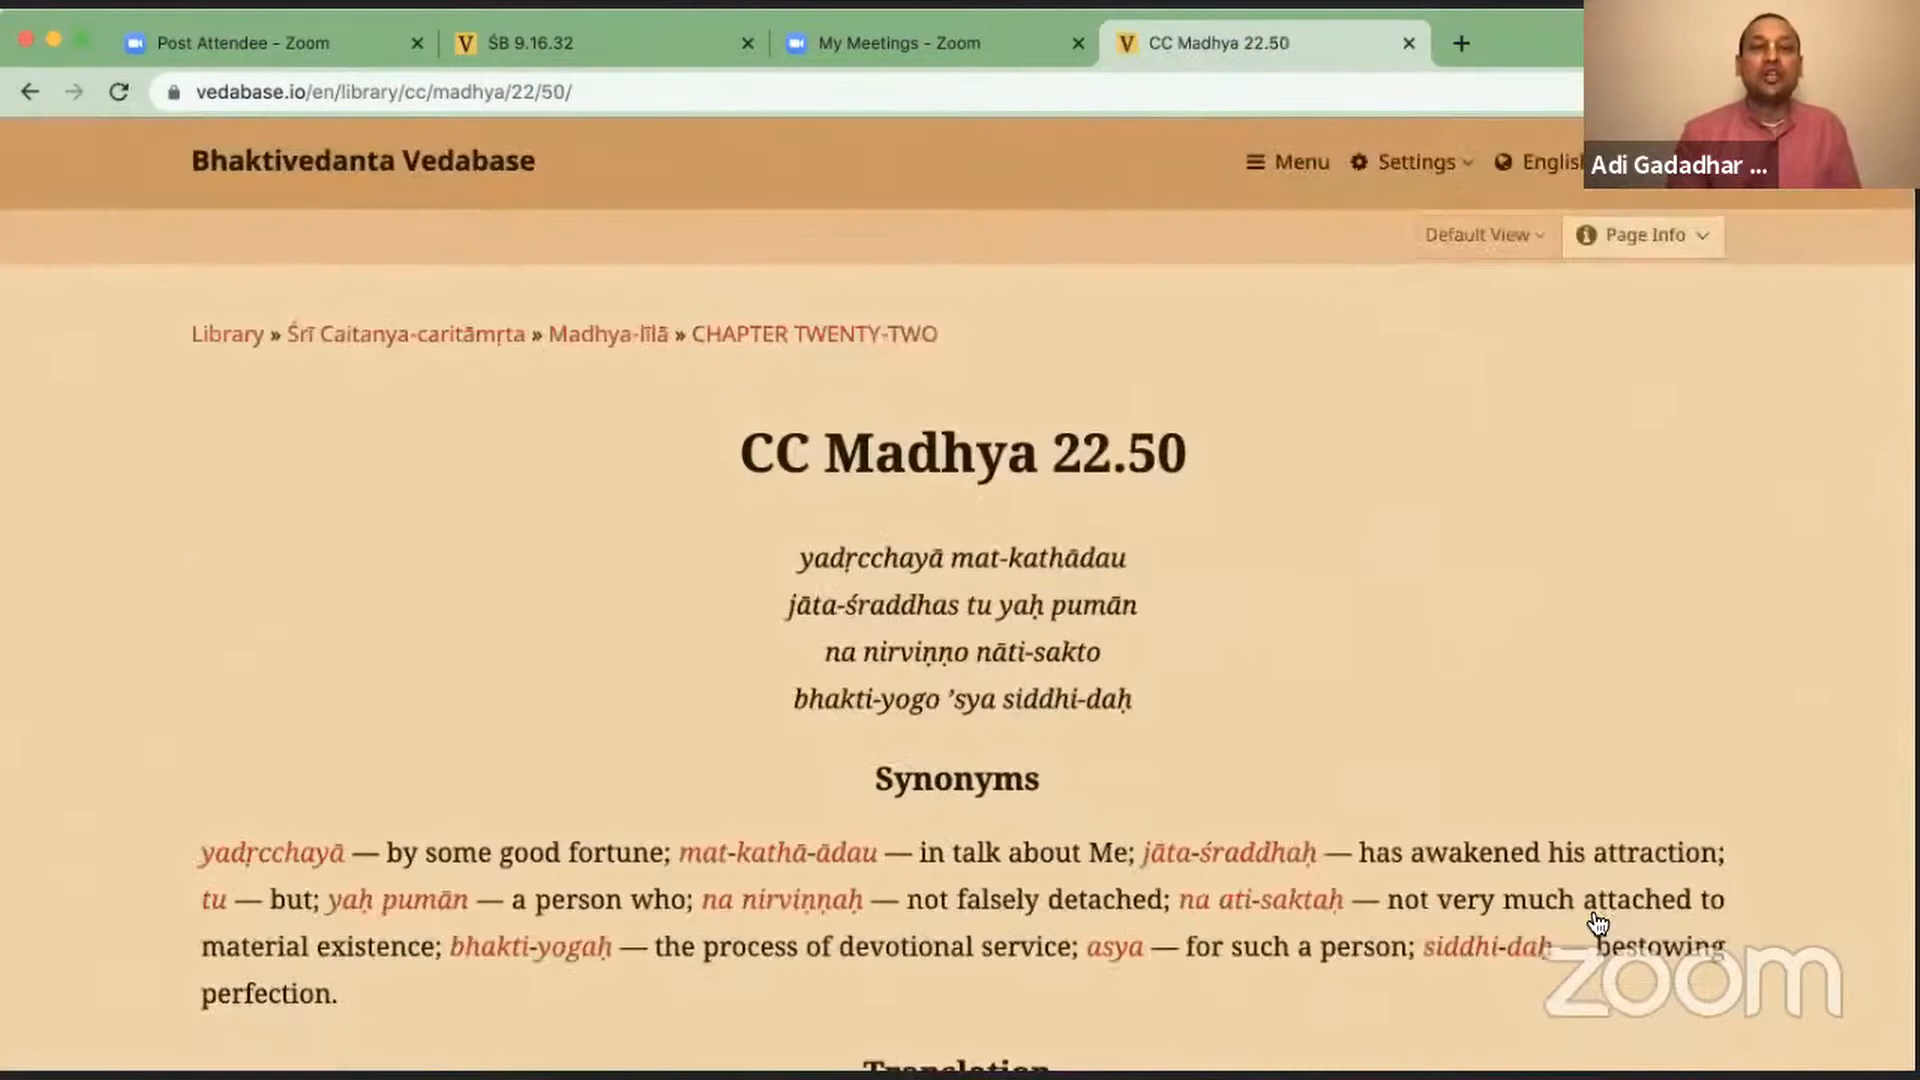 Post Attendee - Zoom
ŚB 9.16.32
My Meetings - Zoom
CC Madhya 22.50
vedabase.io/en/library/cc/madhya/22/50/
Adi Gadadhar ...
Bhaktivedanta Vedabase
Menu Settings English
Default View Page Info
Library » Śrī Caitanya-caritāmṛta » Madhya-līlā » CHAPTER TWENTY-TWO
CC Madhya 22.50
yadṛcchayā mat-kathādau
jāta-śraddhas tu yaḥ pumān
na nirviṇṇo nāti-sakto
bhakti-yogo ’sya siddhi-daḥ
Synonyms
yadṛcchayā — by some good fortune; mat-kathā-ādau — in talk about Me; jāta-śraddhaḥ — has awakened his attraction;
tu — but; yaḥ pumān — a person who; na nirviṇṇaḥ — not falsely detached; na ati-saktaḥ — not very much attached to
material existence; bhakti-yogaḥ — the process of devotional service; asya — for such a person; siddhi-daḥ — bestowing
perfection.
Translation
zoom